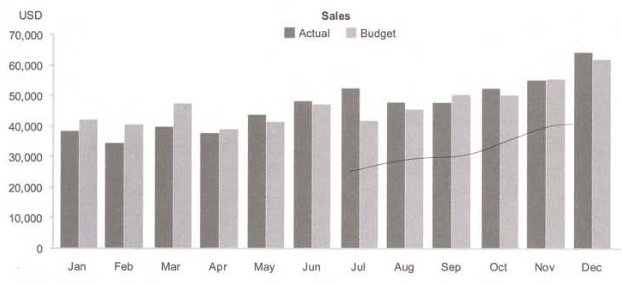 USD
Sales
Actual Budget
70,000
60,000
50,000
40,000
30,000
20,000
10,000
0
Jan Feb Mar Apr May Jun Jul Aug Sep Oct Nov Dec